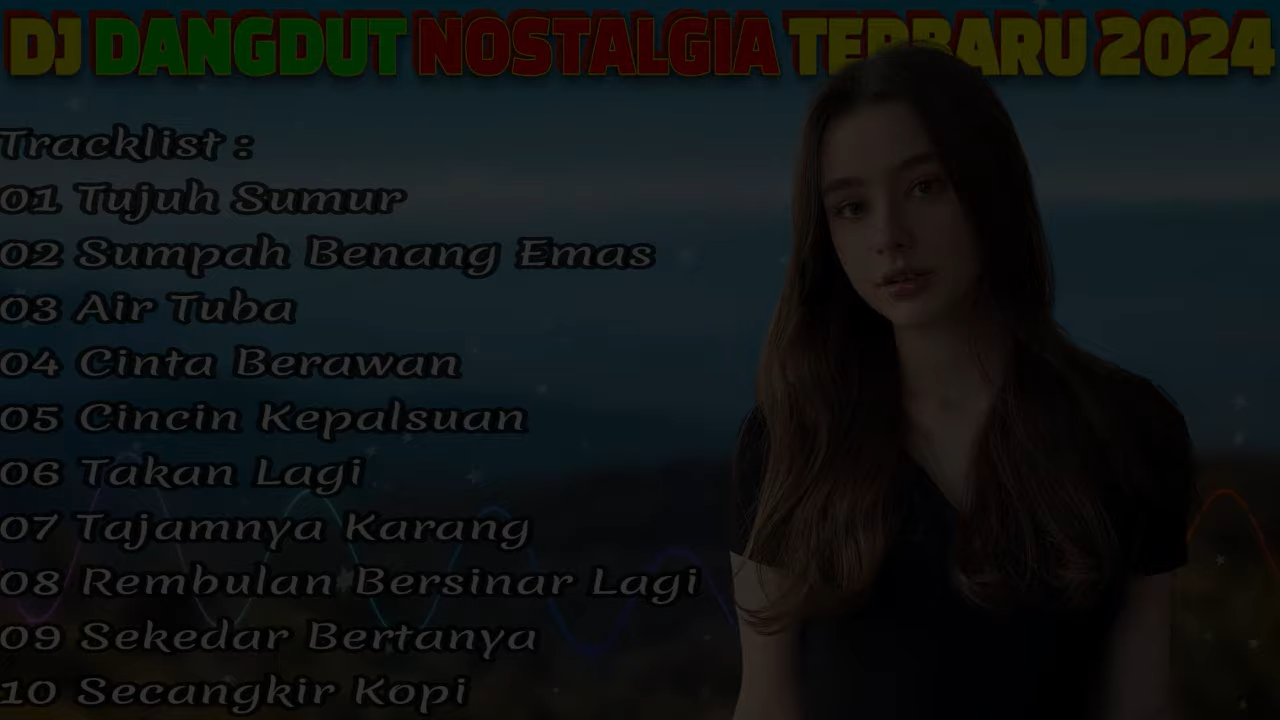 DJ DANGDUT NOSTALGIA TERBARU 2024
Tracklist :
01 Tujuh Sumur
02 Sumpah Benang Emas
03 Air Tuba
04 Cinta Berawan
05 Cincin Kepalsuan
06 Takan Lagi
07 Tajamnya Karang
08 Rembulan Bersinar Lagi
09 Sekedar Bertanya
10 Secangkir Kopi